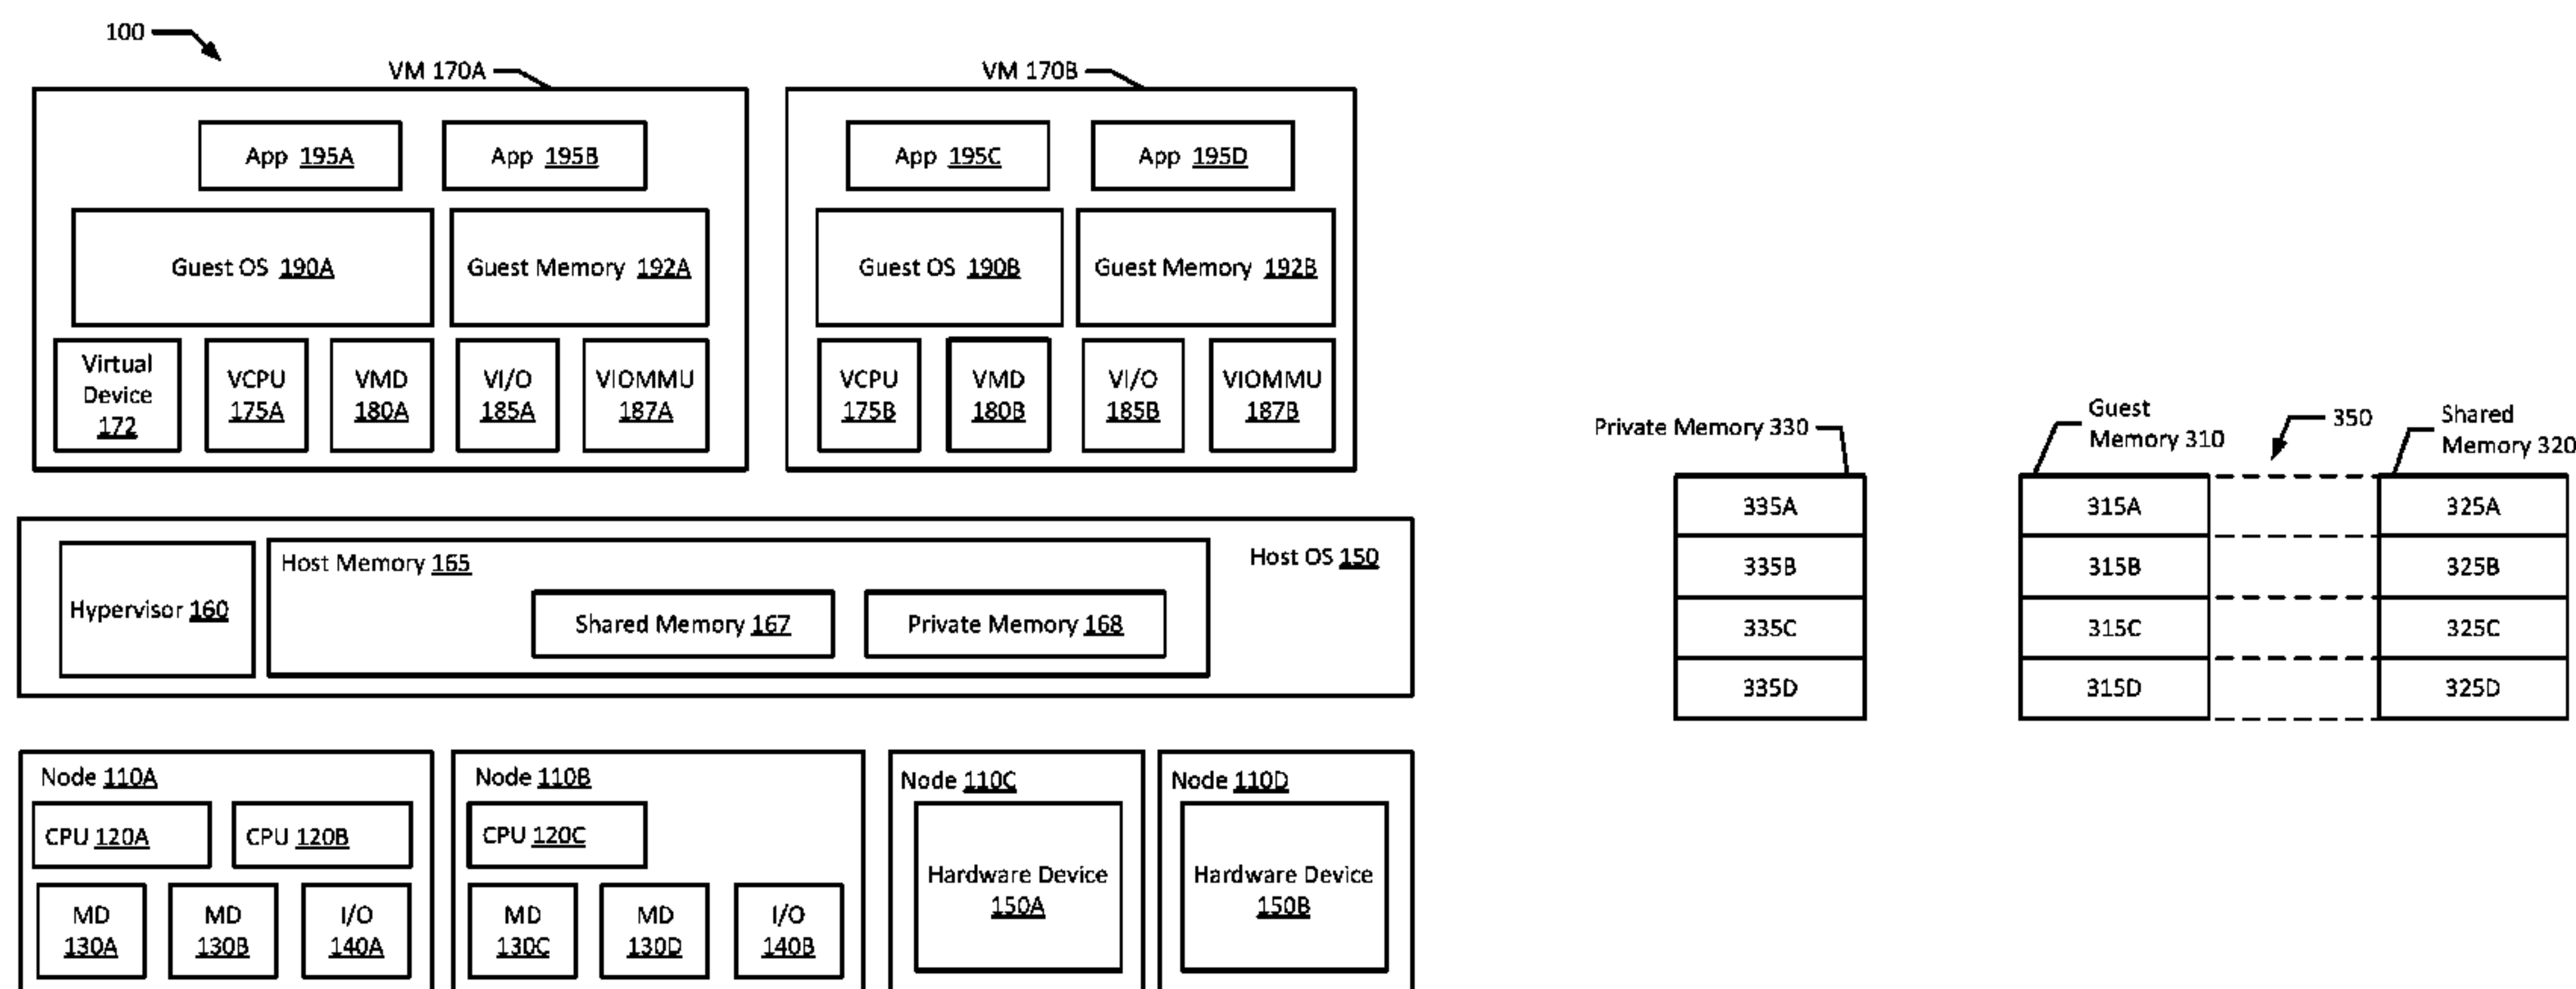 100
VM 170A
VM 170B
App 195A
App 195B
App 195C
App 195D
Guest OS 190A
Guest Memory 192A
Guest OS 190B
Guest Memory 192B
Virtual
Device
172
VCPU
175A
VMD
180A
VI/O
185A
VIOMMU
187A
VCPU
175B
VMD
180B
VI/O
185B
VIOMMU
187B
Hypervisor 160
Host Memory 165
Shared Memory 167
Private Memory 168
Host OS 150
Node 110A
CPU 120A
CPU 120B
MD
130A
MD
130B
I/O
140A
Node 110B
CPU 120C
MD
130C
MD
130D
I/O
140B
Node 110C
Hardware Device
150A
Node 110D
Hardware Device
150B
Private Memory 330
335A
335B
335C
335D
Guest
Memory 310
315A
315B
315C
315D
350
Shared
Memory 320
325A
325B
325C
325D